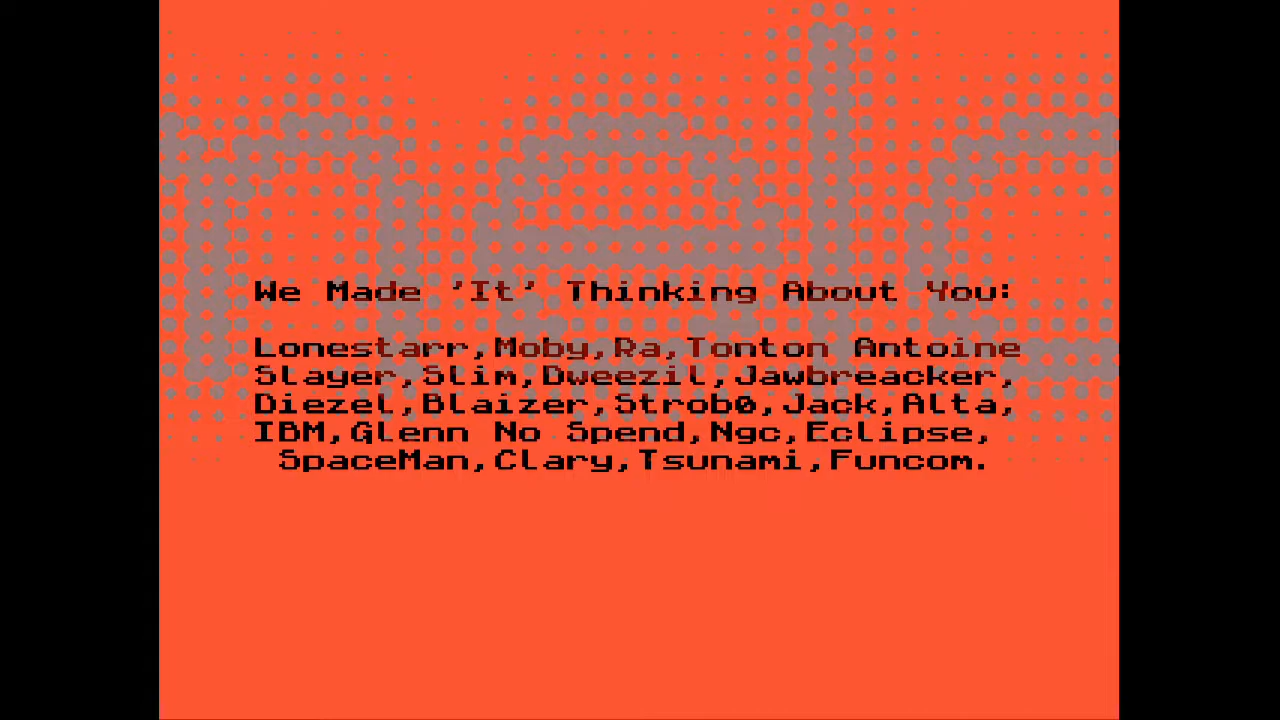 We Made 'It' Thinking About You:
Lonestarr,Moby,Ra,Tonton Antoine
Slayer,Slim,Dweezil,Jawbreacker,
Diezel,Blaizer,Strob0,Jack,Alta,
IBM,Glenn No Spend,Ngc,Eclipse,
SpaceMan,Clary,Tsunami,Funcom.